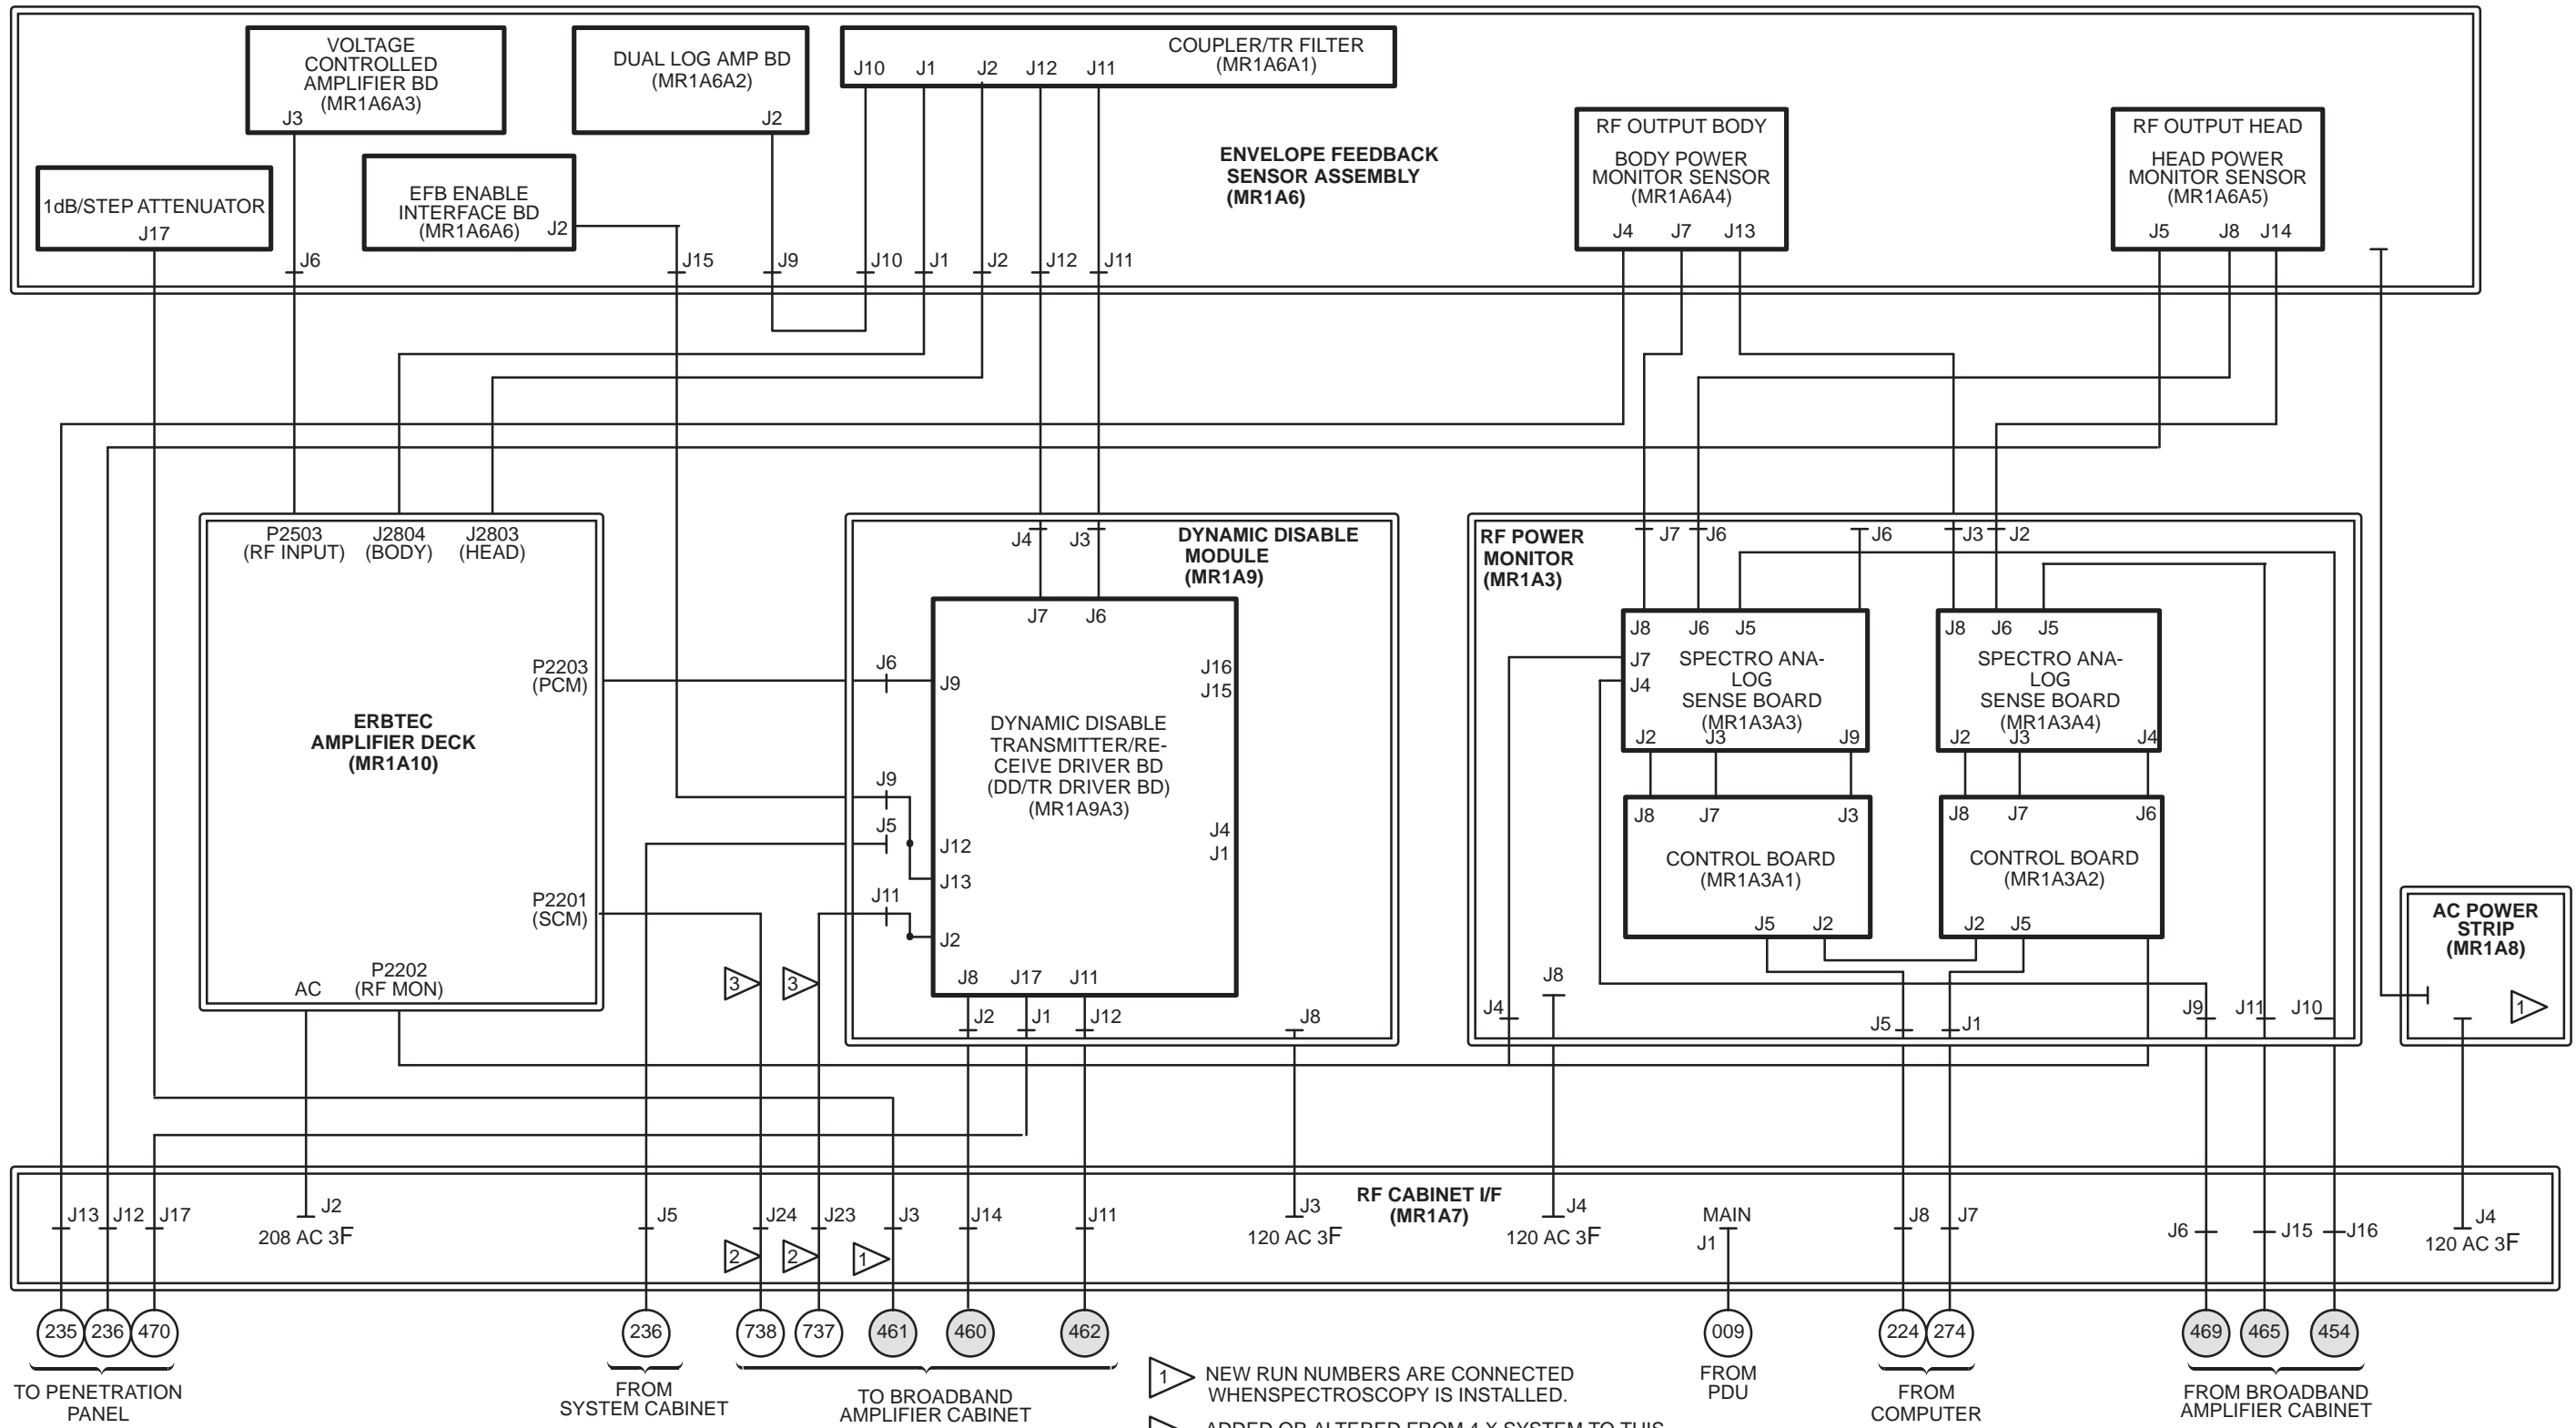 VOLTAGE
CONTROLLED
AMPLIFIER BD
(MR1A6A3)
J3
DUAL LOG AMP BD
(MR1A6A2)
J2
COUPLER/TR FILTER
(MR1A6A1)
J10 J1 J2 J12 J11
1dB/STEP ATTENUATOR
J17
EFB ENABLE
INTERFACE BD
(MR1A6A6)
J2
ENVELOPE FEEDBACK
SENSOR ASSEMBLY
(MR1A6)
RF OUTPUT BODY
BODY POWER
MONITOR SENSOR
(MR1A6A4)
J4 J7 J13
RF OUTPUT HEAD
HEAD POWER
MONITOR SENSOR
(MR1A6A5)
J5 J8 J14
J6 J15 J9 J10 J1 J2 J12 J11
P2503
(RF INPUT)
J2804
(BODY)
J2803
(HEAD)
P2203
(PCM)
ERBTEC
AMPLIFIER DECK
(MR1A10)
P2201
(SCM)
AC
P2202
(RF MON)
J4 J3
DYNAMIC DISABLE
MODULE
(MR1A9)
J7 J6
J6
J9
J16
J15
DYNAMIC DISABLE
TRANSMITTER/RE-
CEIVE DRIVER BD
(DD/TR DRIVER BD)
(MR1A9A3)
J9
J5
J12
J13
J4
J1
J11
J2
J8 J17 J11
J2 J1 J12 J8
3 3
RF POWER
MONITOR
(MR1A3)
J7 J6 J6 J3 J2
J8 J6 J5
J7
J4
SPECTRO ANA-
LOG
SENSE BOARD
(MR1A3A3)
J2 J3 J9
J8 J6 J5
SPECTRO ANA-
LOG
SENSE BOARD
(MR1A3A4)
J2 J3 J4
J8 J7 J3
CONTROL BOARD
(MR1A3A1)
J5 J2
J8 J7 J6
CONTROL BOARD
(MR1A3A2)
J2 J5
J8
J4 J5 J1 J9 J11 J10
AC POWER
STRIP
(MR1A8)
1
RF CABINET I/F
(MR1A7)
J13 J12 J17
J2
208 AC 3F
J5 J24 J23 J3 J14 J11
2 2 1
J3
120 AC 3F
J4
120 AC 3F
MAIN
J1
J8 J7
J6 J15 J16
J4
120 AC 3F
235 236 470 236 738 737 461 460 462 009 224 274 469 465 454
TO PENETRATION
PANEL
FROM
SYSTEM CABINET
TO BROADBAND
AMPLIFIER CABINET
1 NEW RUN NUMBERS ARE CONNECTED
WHENSPECTROSCOPY IS INSTALLED.
ADDED OR ALTERED FROM 4.X SYSTEM TO THIS
FROM
PDU
FROM
COMPUTER
FROM BROADBAND
AMPLIFIER CABINET